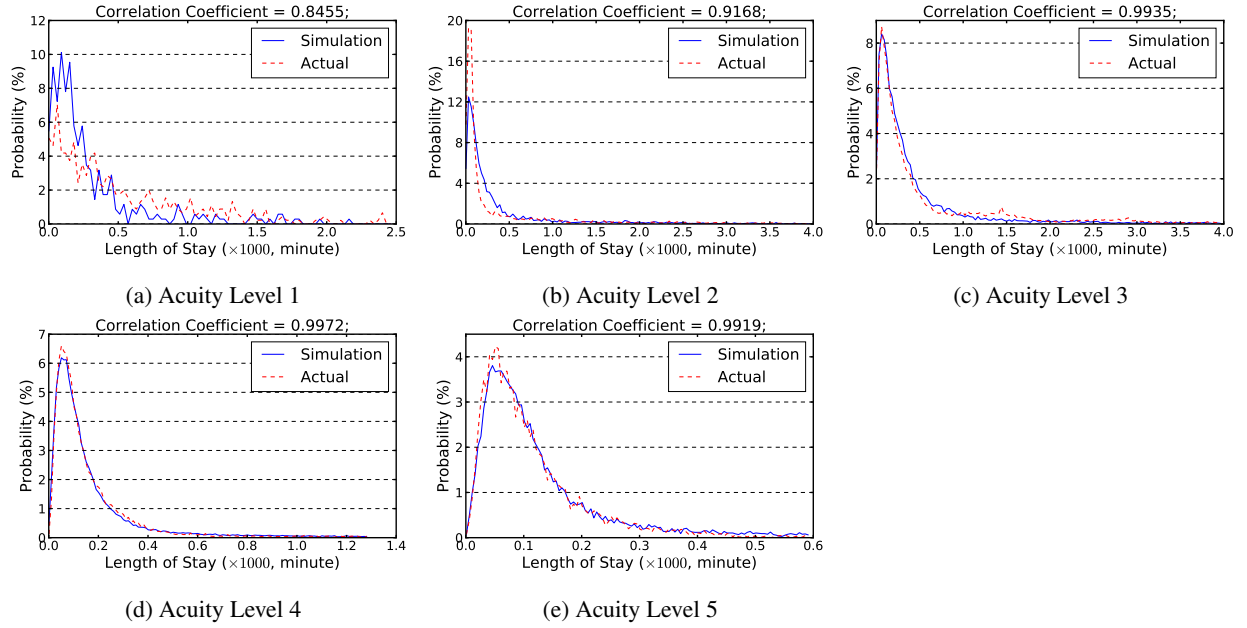 Correlation Coefficient = 0.8455;
12
10
8
6
4
2
0
Probability (%)
Simulation
Actual
0.0 0.5 1.0 1.5 2.0 2.5
Length of Stay (×1000, minute)
(a) Acuity Level 1
Correlation Coefficient = 0.9168;
20
16
12
8
4
0
Probability (%)
Simulation
Actual
0.0 0.5 1.0 1.5 2.0 2.5 3.0 3.5 4.0
Length of Stay (×1000, minute)
(b) Acuity Level 2
Correlation Coefficient = 0.9935;
8
6
4
2
0
Probability (%)
Simulation
Actual
0.0 0.5 1.0 1.5 2.0 2.5 3.0 3.5 4.0
Length of Stay (×1000, minute)
(c) Acuity Level 3
Correlation Coefficient = 0.9972;
7
6
5
4
3
2
1
0
Probability (%)
Simulation
Actual
0.0 0.2 0.4 0.6 0.8 1.0 1.2 1.4
Length of Stay (×1000, minute)
(d) Acuity Level 4
Correlation Coefficient = 0.9919;
4
3
2
1
0
Probability (%)
Simulation
Actual
0.0 0.1 0.2 0.3 0.4 0.5 0.6
Length of Stay (×1000, minute)
(e) Acuity Level 5